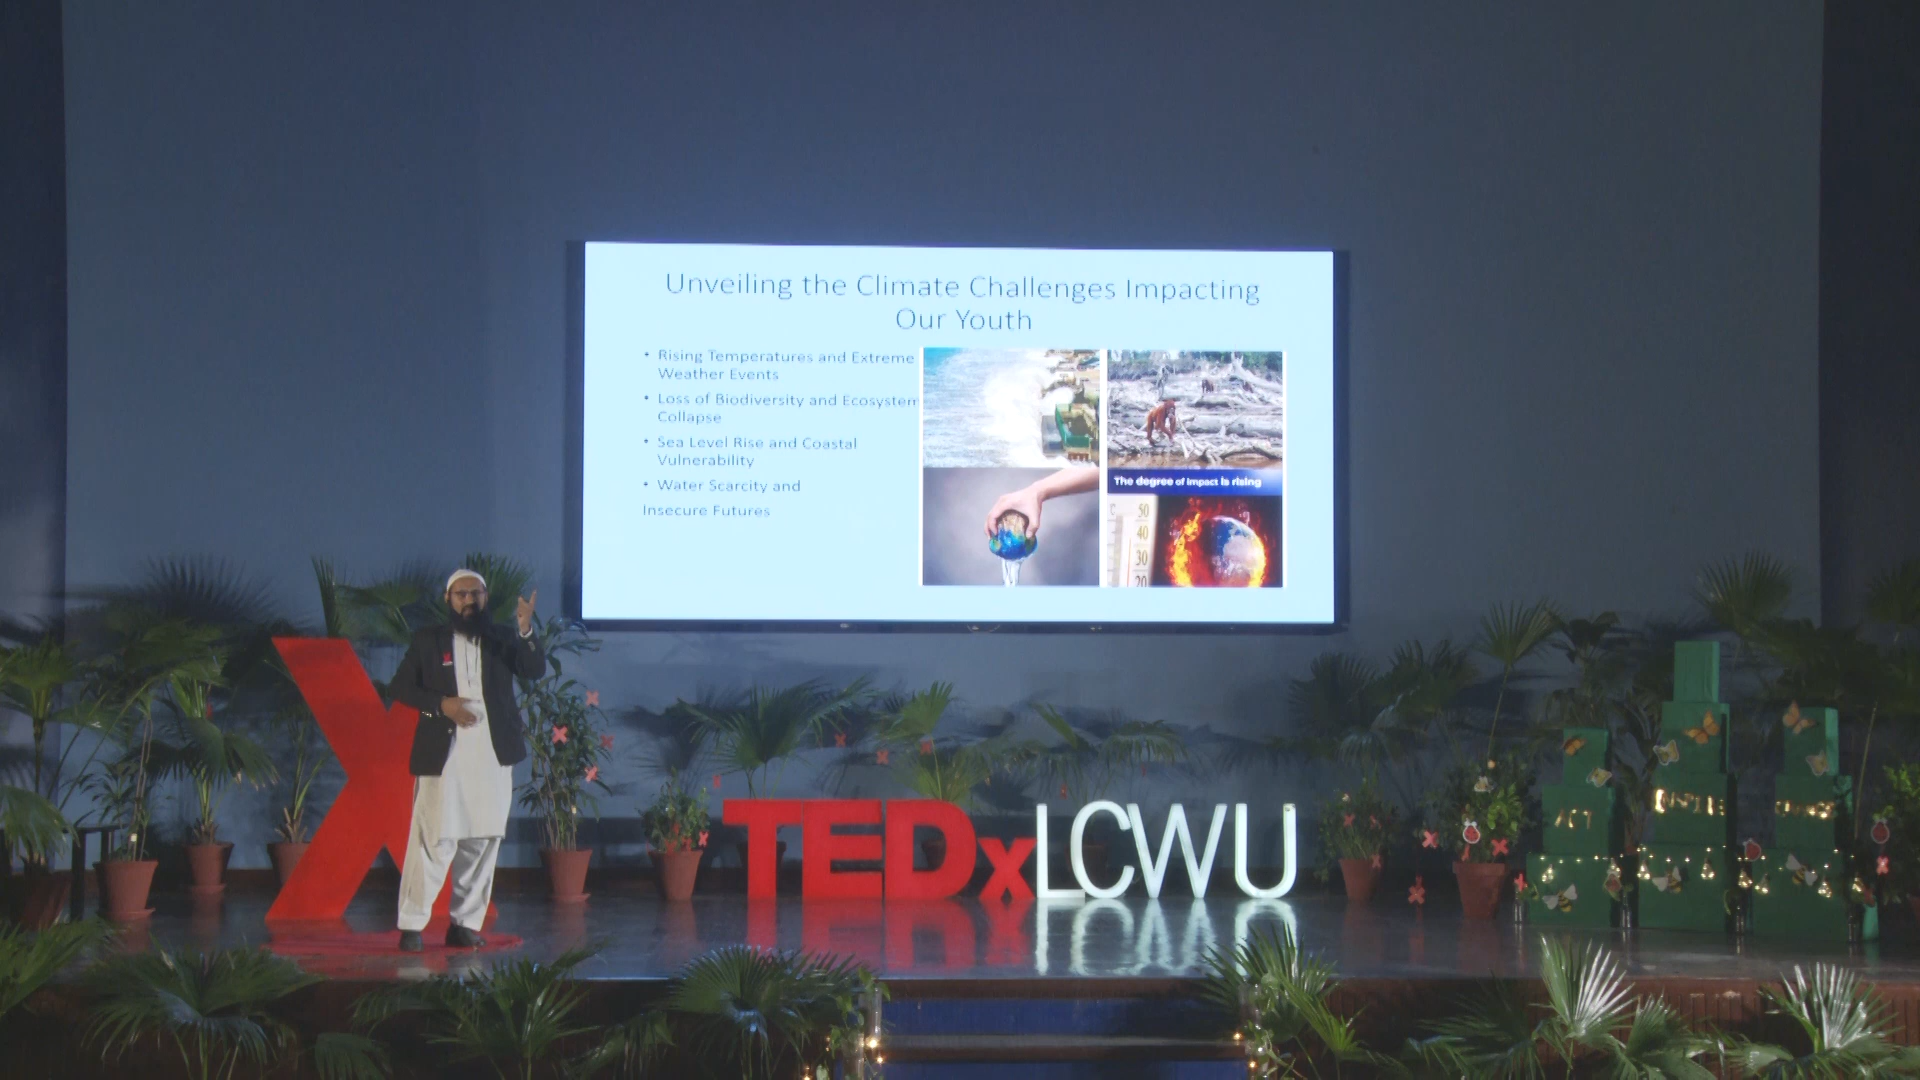 Unveiling the Climate Challenges Impacting
Our Youth
• Rising Temperatures and Extreme
Weather Events
• Loss of Biodiversity and Ecosystem
Collapse
• Sea Level Rise and Coastal
Vulnerability
• Water Scarcity and
Insecure Futures
The degree of impact is rising
50
40
30
20
X
TEDxLCWU
ACT